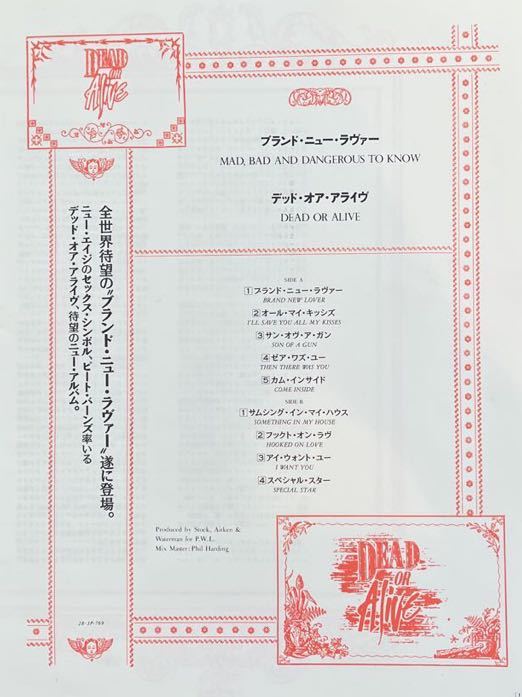 DEAD
OR
Alive
ブランド・ニュー・ラヴァー
MAD, BAD AND DANGEROUS TO KNOW
デッド・オア・アライヴ
DEAD OR ALIVE
全世界待望の"ブランド・ニュー・ラヴァー"遂に登場。
ニュー・エイジのセックス・シンボル、ピート・バーンズ率いる
デッド・オア・アライヴ、待望のニュー・アルバム。
SIDE A
1 ブランド・ニュー・ラヴァー
BRAND NEW LOVER
2 オール・マイ・キッシズ
I'LL SAVE YOU ALL MY KISSES
3 サン・オヴ・ア・ガン
SON OF A GUN
4 ゼア・ワズ・ユー
THEN THERE WAS YOU
5 カム・インサイド
COME INSIDE
SIDE B
1 サムシング・イン・マイ・ハウス
SOMETHING IN MY HOUSE
2 フックト・オン・ラヴ
HOOKED ON LOVE
3 アイ・ウォント・ユー
I WANT YOU
4 スペシャル・スター
SPECIAL STAR
Produced by Stock, Aitken &
Waterman for P.W.L.
Mix Master: Phil Harding
28・3P-769
DEAD
OR
Alive